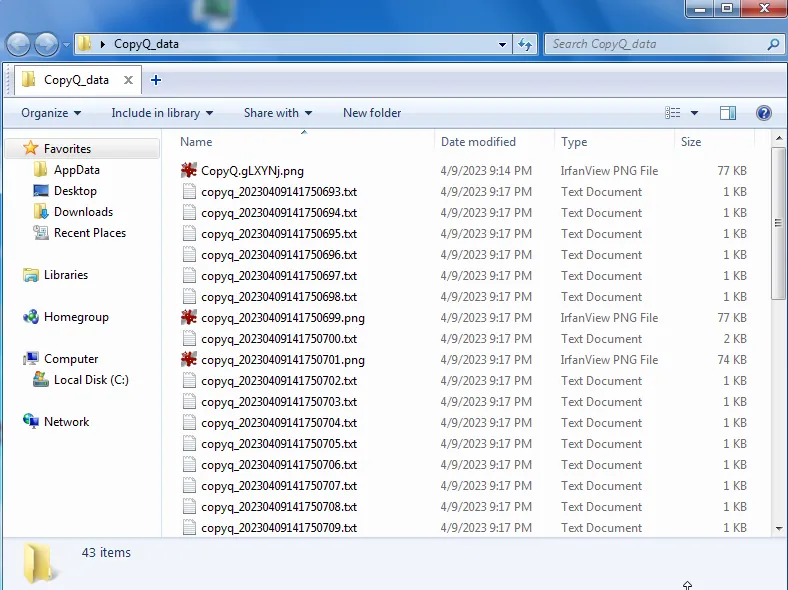 CopyQ_data
Search CopyQ_data
CopyQ_data
Organize Include in library Share with New folder
Name Date modified Type Size
Favorites
AppData
Desktop
Downloads
Recent Places
Libraries
Homegroup
Computer
Local Disk (C:)
Network
CopyQ.gLXYNj.png 4/9/2023 9:14 PM IrfanView PNG File 77 KB
copyq_20230409141750693.txt 4/9/2023 9:17 PM Text Document 1 KB
copyq_20230409141750694.txt 4/9/2023 9:17 PM Text Document 1 KB
copyq_20230409141750695.txt 4/9/2023 9:17 PM Text Document 1 KB
copyq_20230409141750696.txt 4/9/2023 9:17 PM Text Document 1 KB
copyq_20230409141750697.txt 4/9/2023 9:17 PM Text Document 1 KB
copyq_20230409141750698.txt 4/9/2023 9:17 PM Text Document 1 KB
copyq_20230409141750699.png 4/9/2023 9:17 PM IrfanView PNG File 77 KB
copyq_20230409141750700.txt 4/9/2023 9:17 PM Text Document 2 KB
copyq_20230409141750701.png 4/9/2023 9:17 PM IrfanView PNG File 74 KB
copyq_20230409141750702.txt 4/9/2023 9:17 PM Text Document 1 KB
copyq_20230409141750703.txt 4/9/2023 9:17 PM Text Document 1 KB
copyq_20230409141750704.txt 4/9/2023 9:17 PM Text Document 1 KB
copyq_20230409141750705.txt 4/9/2023 9:17 PM Text Document 1 KB
copyq_20230409141750706.txt 4/9/2023 9:17 PM Text Document 1 KB
copyq_20230409141750707.txt 4/9/2023 9:17 PM Text Document 1 KB
copyq_20230409141750708.txt 4/9/2023 9:17 PM Text Document 1 KB
copyq_20230409141750709.txt 4/9/2023 9:17 PM Text Document 1 KB
43 items